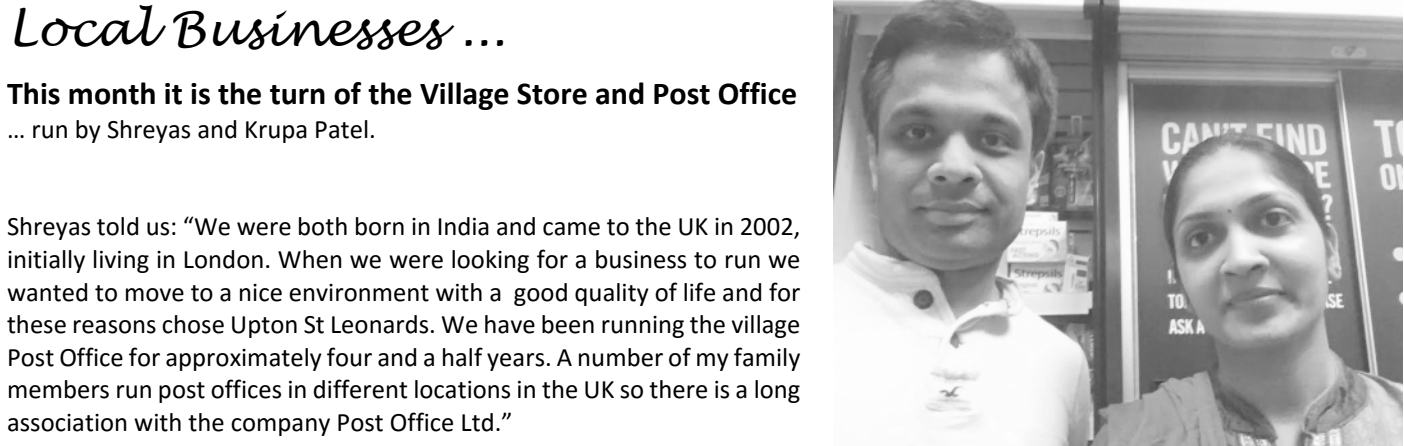 Local Businesses ...
This month it is the turn of the Village Store and Post Office
... run by Shreyas and Krupa Patel.
Shreyas told us: “We were both born in India and came to the UK in 2002,
initially living in London. When we were looking for a business to run we
wanted to move to a nice environment with a good quality of life and for
these reasons chose Upton St Leonards. We have been running the village
Post Office for approximately four and a half years. A number of my family
members run post offices in different locations in the UK so there is a long
association with the company Post Office Ltd.”
CAN'T FIND
?
ASK A
Strepsils
Strepsils